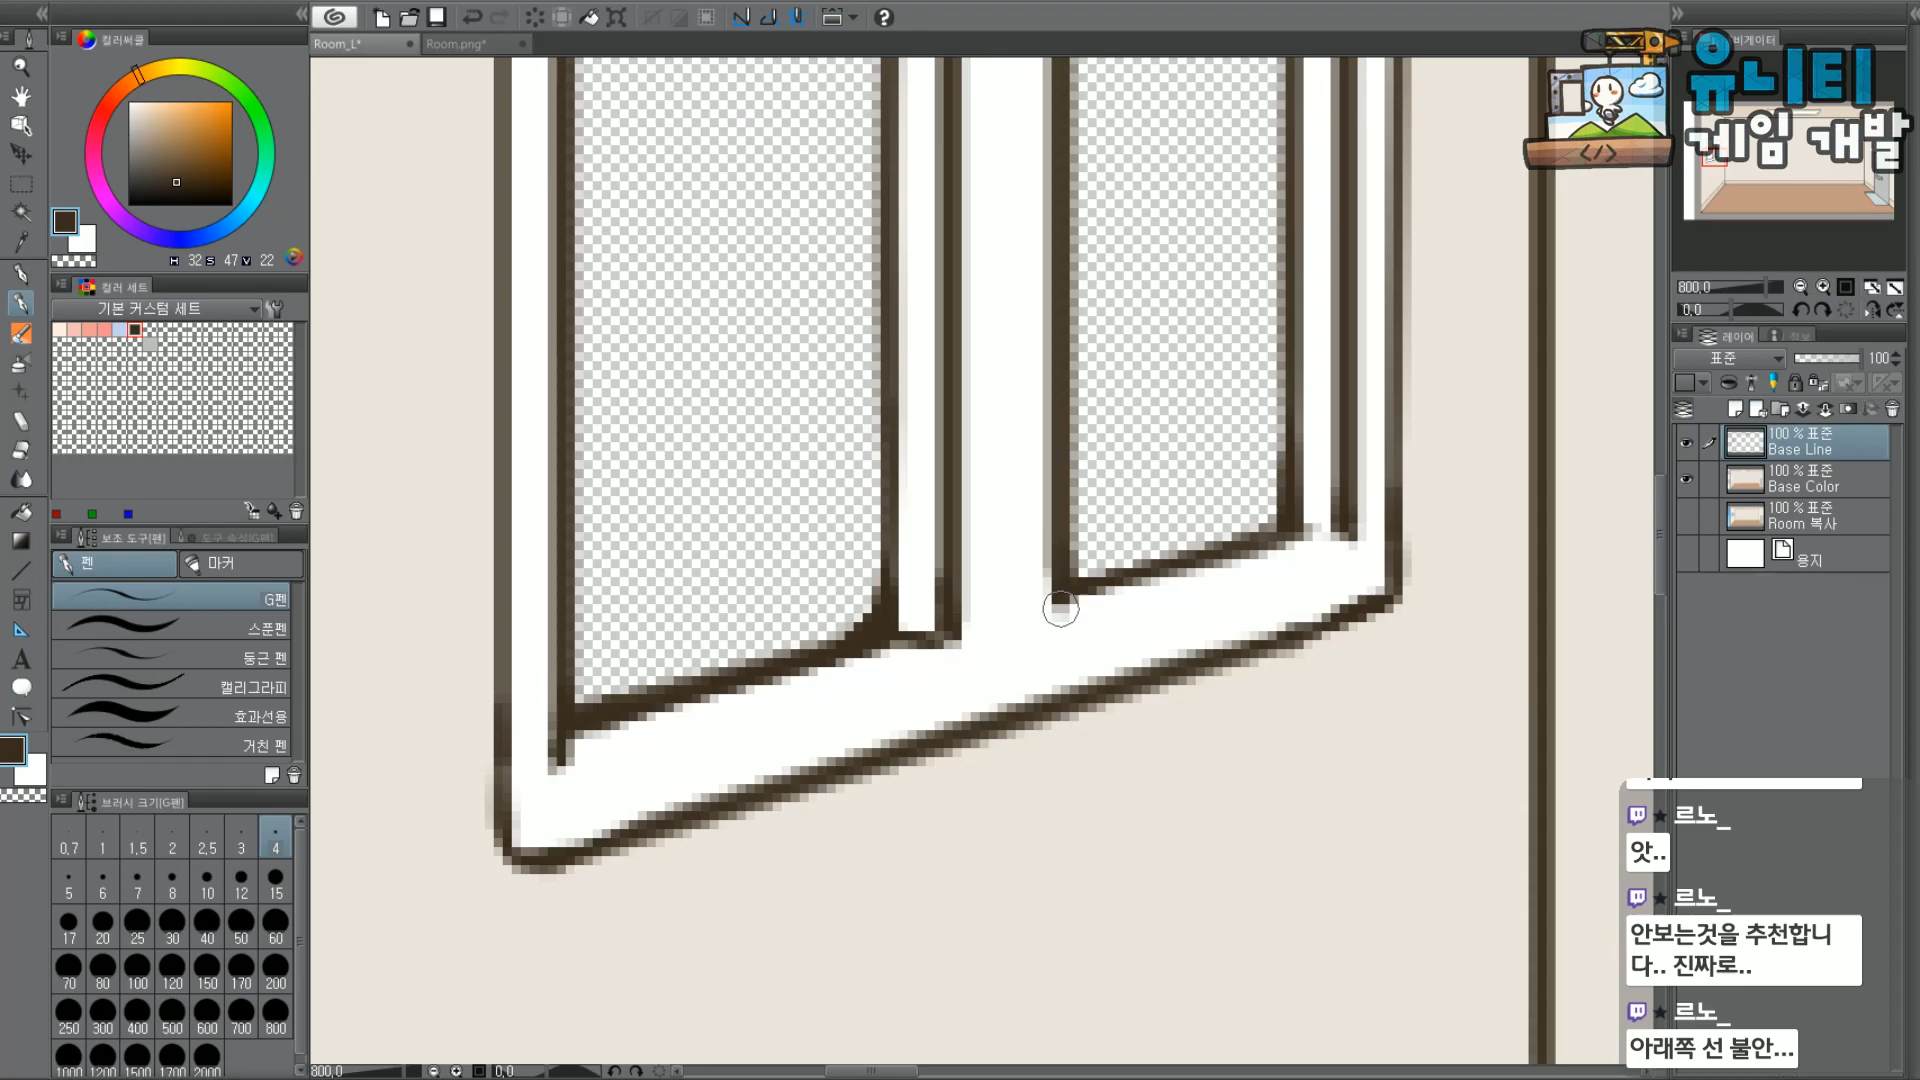 컬러써클
H 32 S 47 V 22
컬러 세트
기본 커스텀 세트
보조 도구[펜]
도구 속성[G펜]
펜
마커
G펜
스푼펜
둥근 펜
캘리그라피
효과선용
거친 펜
브러시 크기[G펜]
0.7 1 1.5 2 2.5 3 4
5 6 7 8 10 12 15
17 20 25 30 40 50 60
70 80 100 120 150 170 200
250 300 400 500 600 700 800
1000 1200 1500 1700 2000
Room_L*
Room.png*
800.0
0.0
비게이터
유니티
게임 개발
</>
800.0
0.0
레이어
정보
표준
100
100 % 표준
Base Line
100 % 표준
Base Color
100 % 표준
Room 복사
용지
르노_
앗..
르노_
안보는것을 추천합니
다.. 진짜로..
르노_
아래쪽 선 불안...